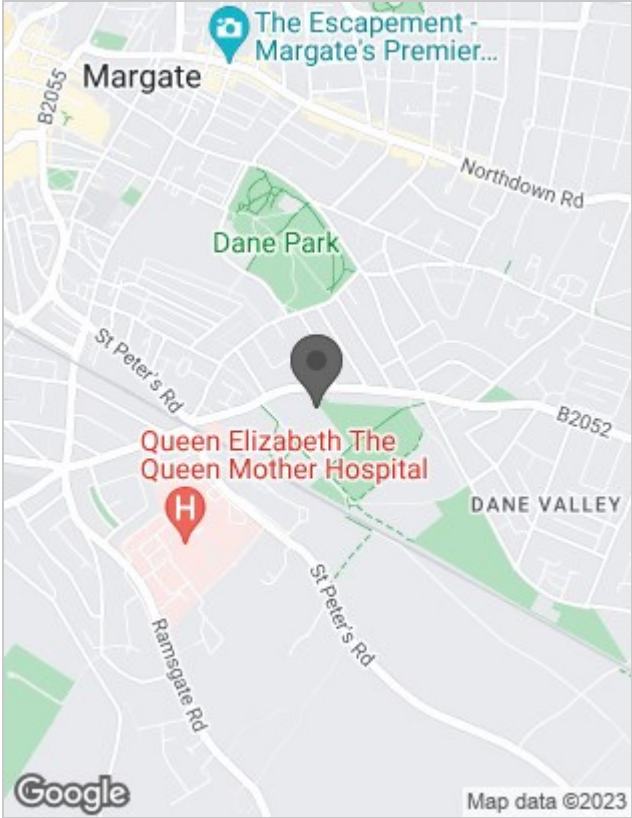 The Escapement -
Margate's Premier...
Margate
B2055
Northdown Rd
Dane Park
St Peter's Rd
B2052
Queen Elizabeth The
Queen Mother Hospital
H
DANE VALLEY
St Peter's Rd
Ramsgate Rd
Google
Map data ©2023